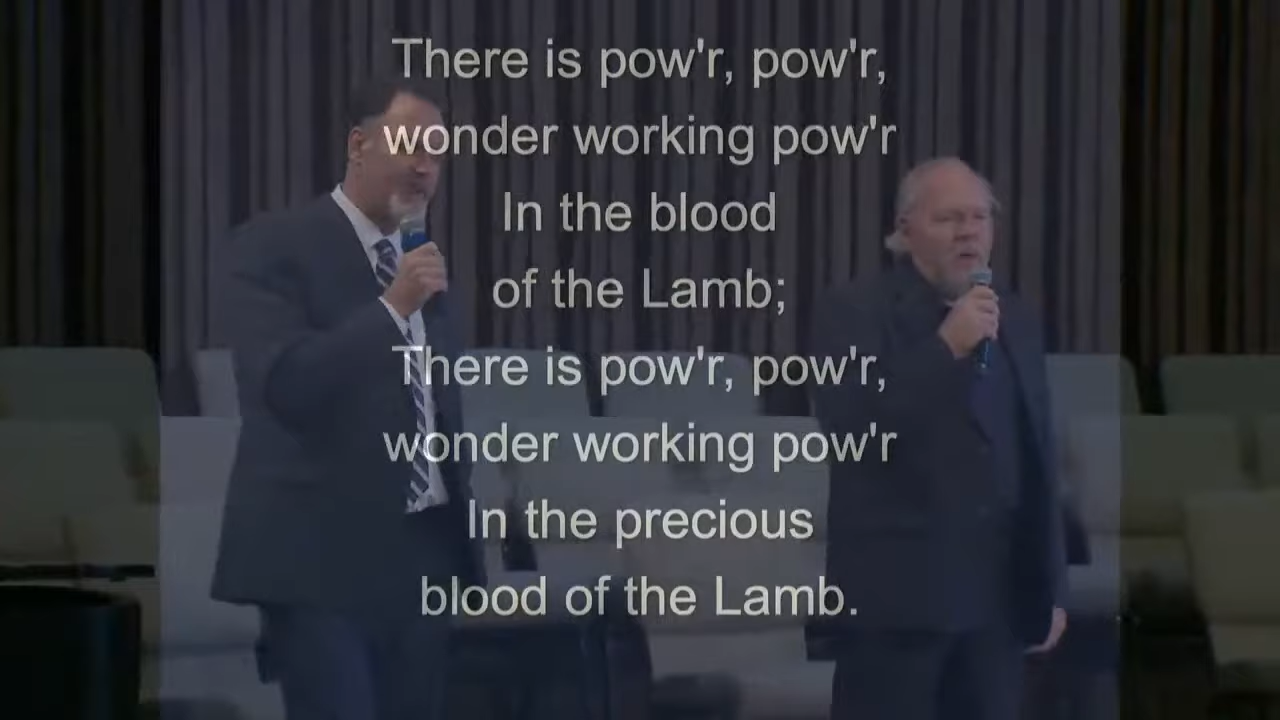 There is pow'r, pow'r,
wonder working pow'r
In the blood
of the Lamb;
There is pow'r, pow'r,
wonder working pow'r
In the precious
blood of the Lamb.